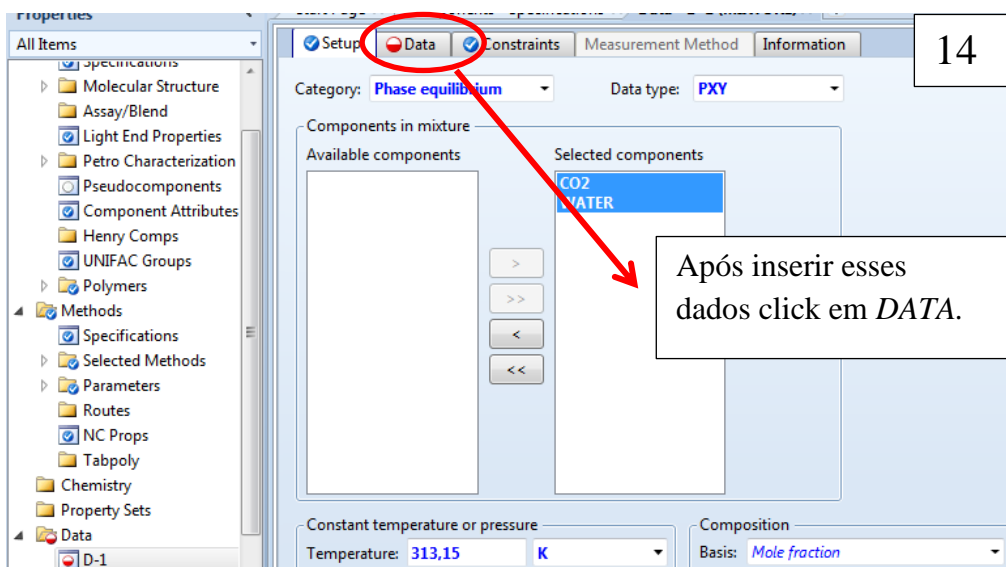 Properties
All Items
Specifications
Molecular Structure
Assay/Blend
Light End Properties
Petro Characterization
Pseudocomponents
Component Attributes
Henry Comps
UNIFAC Groups
Polymers
Methods
Specifications
Selected Methods
Parameters
Routes
NC Props
Tabpoly
Chemistry
Property Sets
Data
D-1
Setup Data Constraints Measurement Method Information
14
Category: Phase equilibrium Data type: PXY
Components in mixture
Available components Selected components
CO2
WATER
>
>>
<
<<
Após inserir esses
dados click em DATA.
Constant temperature or pressure Composition
Temperature: 313,15 K Basis: Mole fraction